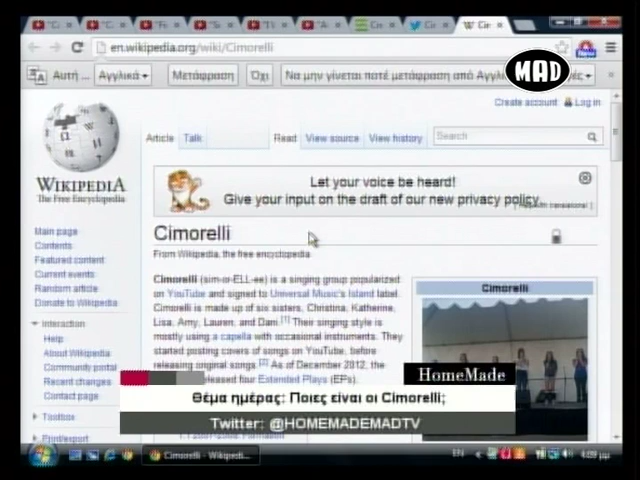 en.wikipedia.org/wiki/Cimorelli
Αυτή ... Αγγλικά Μετάφραση Όχι Να μην γίνεται ποτέ μετάφραση από
MAD
Create account Log in
Article Talk Read View source View history Search
WIKIPEDIA
The Free Encyclopedia
Let your voice be heard!
Give your input on the draft of our new privacy policy.
Main page
Contents
Featured content
Current events
Random article
Donate to Wikipedia
Interaction
Help
About Wikipedia
Community portal
Recent changes
Contact page
Toolbox
Print/export
Cimorelli
From Wikipedia, the free encyclopedia
Cimorelli (sim-or-ELL-ee) is a singing group popularized
on YouTube and signed to Universal Music's Island label.
Cimorelli is made up of six sisters, Christina, Katherine,
Lisa, Amy, Lauren, and Dani.[1] Their singing style is
mostly using a capella with occasional instruments. They
started posting covers of songs on YouTube, before
releasing original songs.[2] As of December 2012, the
released four Extended Plays (EPs).
Cimorelli
HomeMade
Θέμα ημέρας: Ποιες είναι οι Cimorelli;
Twitter: @HOMEMADEMADTV
Cimorelli - Wikipedi...
EN
4:09 μμ